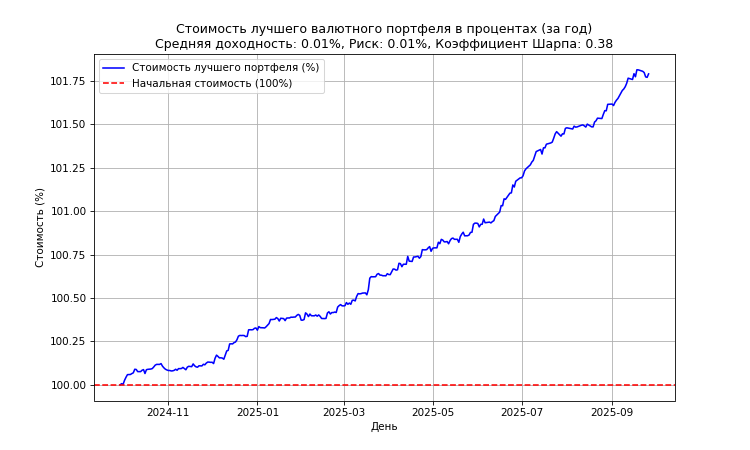 Стоимость лучшего валютного портфеля в процентах (за год)
Средняя доходность: 0.01%, Риск: 0.01%, Коэффициент Шарпа: 0.38
Стоимость лучшего портфеля (%)
Начальная стоимость (100%)
Стоимость (%)
101.75
101.50
101.25
101.00
100.75
100.50
100.25
100.00
2024-11
2025-01
2025-03
2025-05
2025-07
2025-09
День